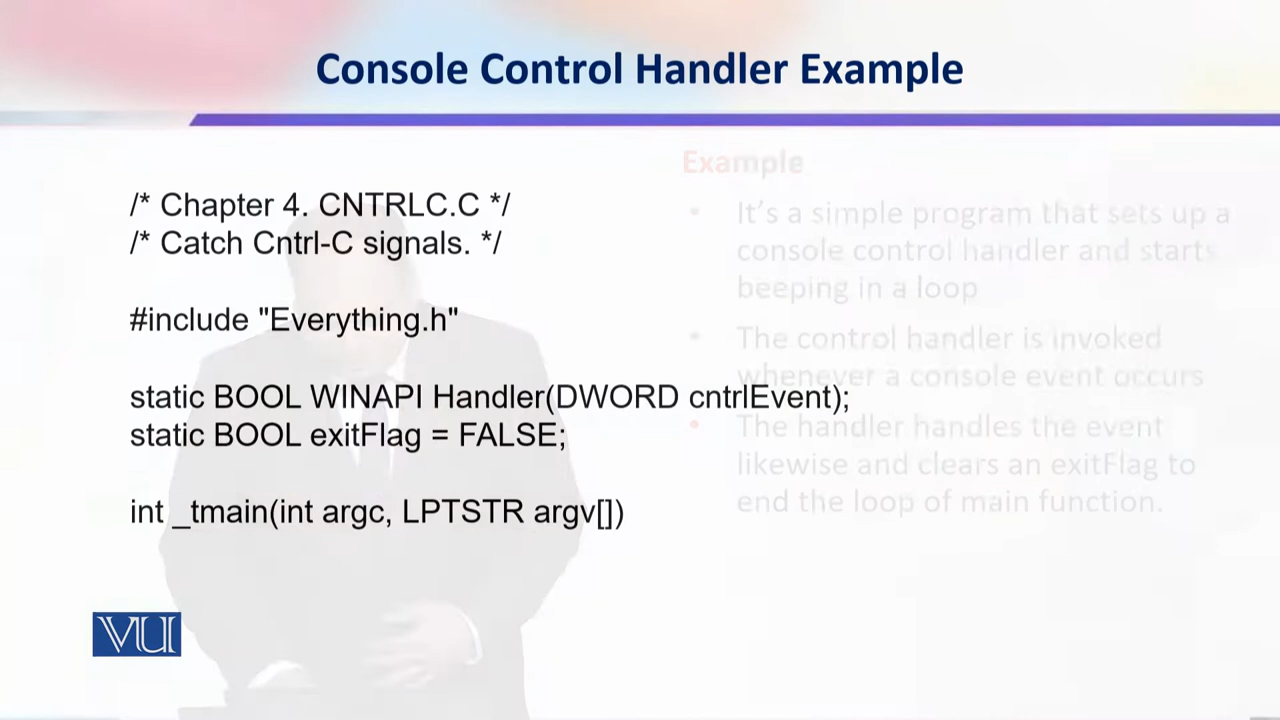 Console Control Handler Example
/* Chapter 4. CNTRLC.C */
/* Catch Cntrl-C signals. */
#include "Everything.h"
static BOOL WINAPI Handler(DWORD cntrlEvent);
static BOOL exitFlag = FALSE;
int _tmain(int argc, LPTSTR argv[])
Example
• It's a simple program that sets up a
console control handler and starts
beeping in a loop
• The control handler is invoked
whenever a console event occurs
• The handler handles the event
likewise and clears an exitFlag to
end the loop of main function.
VU